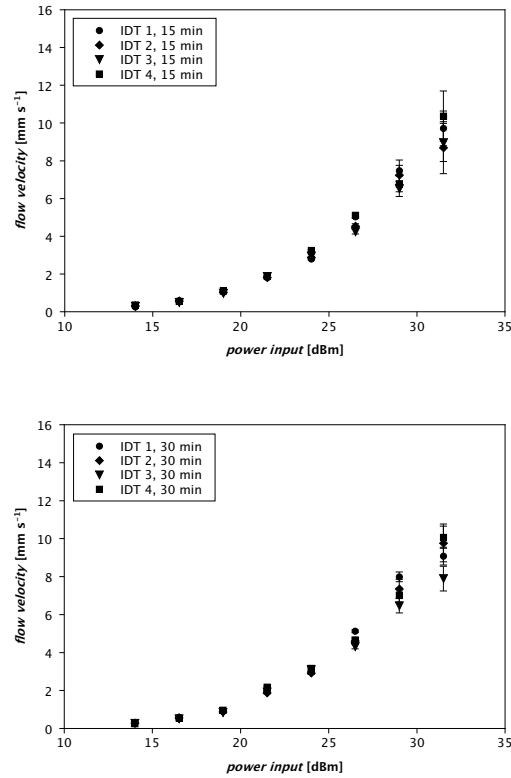 16
14
12
10
8
6
4
2
0
flow velocity [mm s⁻¹]
IDT 1, 15 min
IDT 2, 15 min
IDT 3, 15 min
IDT 4, 15 min
10 15 20 25 30 35
power input [dBm]
16
14
12
10
8
6
4
2
0
flow velocity [mm s⁻¹]
IDT 1, 30 min
IDT 2, 30 min
IDT 3, 30 min
IDT 4, 30 min
10 15 20 25 30 35
power input [dBm]